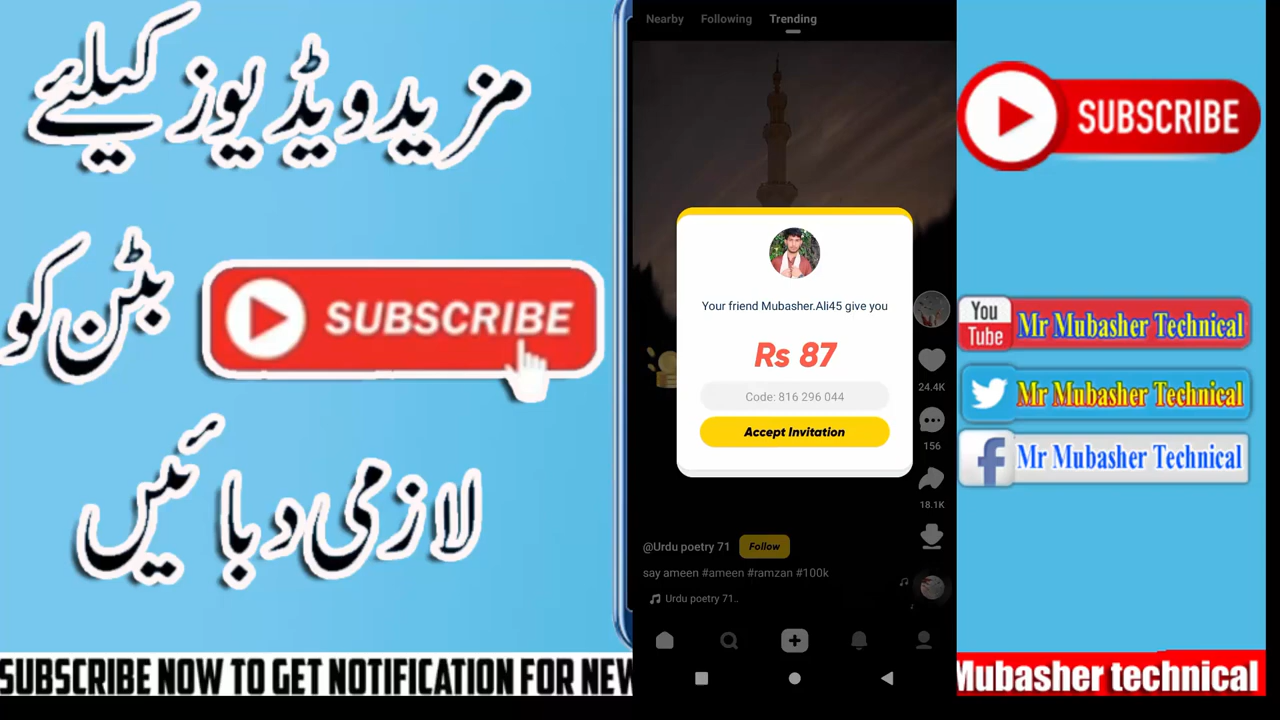 مزید ویڈیوز کیلئے
بٹن کو
SUBSCRIBE
لازمی دبائیں
SUBSCRIBE NOW TO GET NOTIFICATION FOR NEW
Nearby Following Trending
Your friend Mubasher.Ali45 give you
Rs 87
Code: 816 296 044
Accept Invitation
24.4K
156
18.1K
@Urdu poetry 71 Follow
say ameen #ameen #ramzan #100k
Urdu poetry 71..
SUBSCRIBE
You
Tube
Mr Mubasher Technical
Mr Mubasher Technical
Mr Mubasher Technical
Mubasher technical